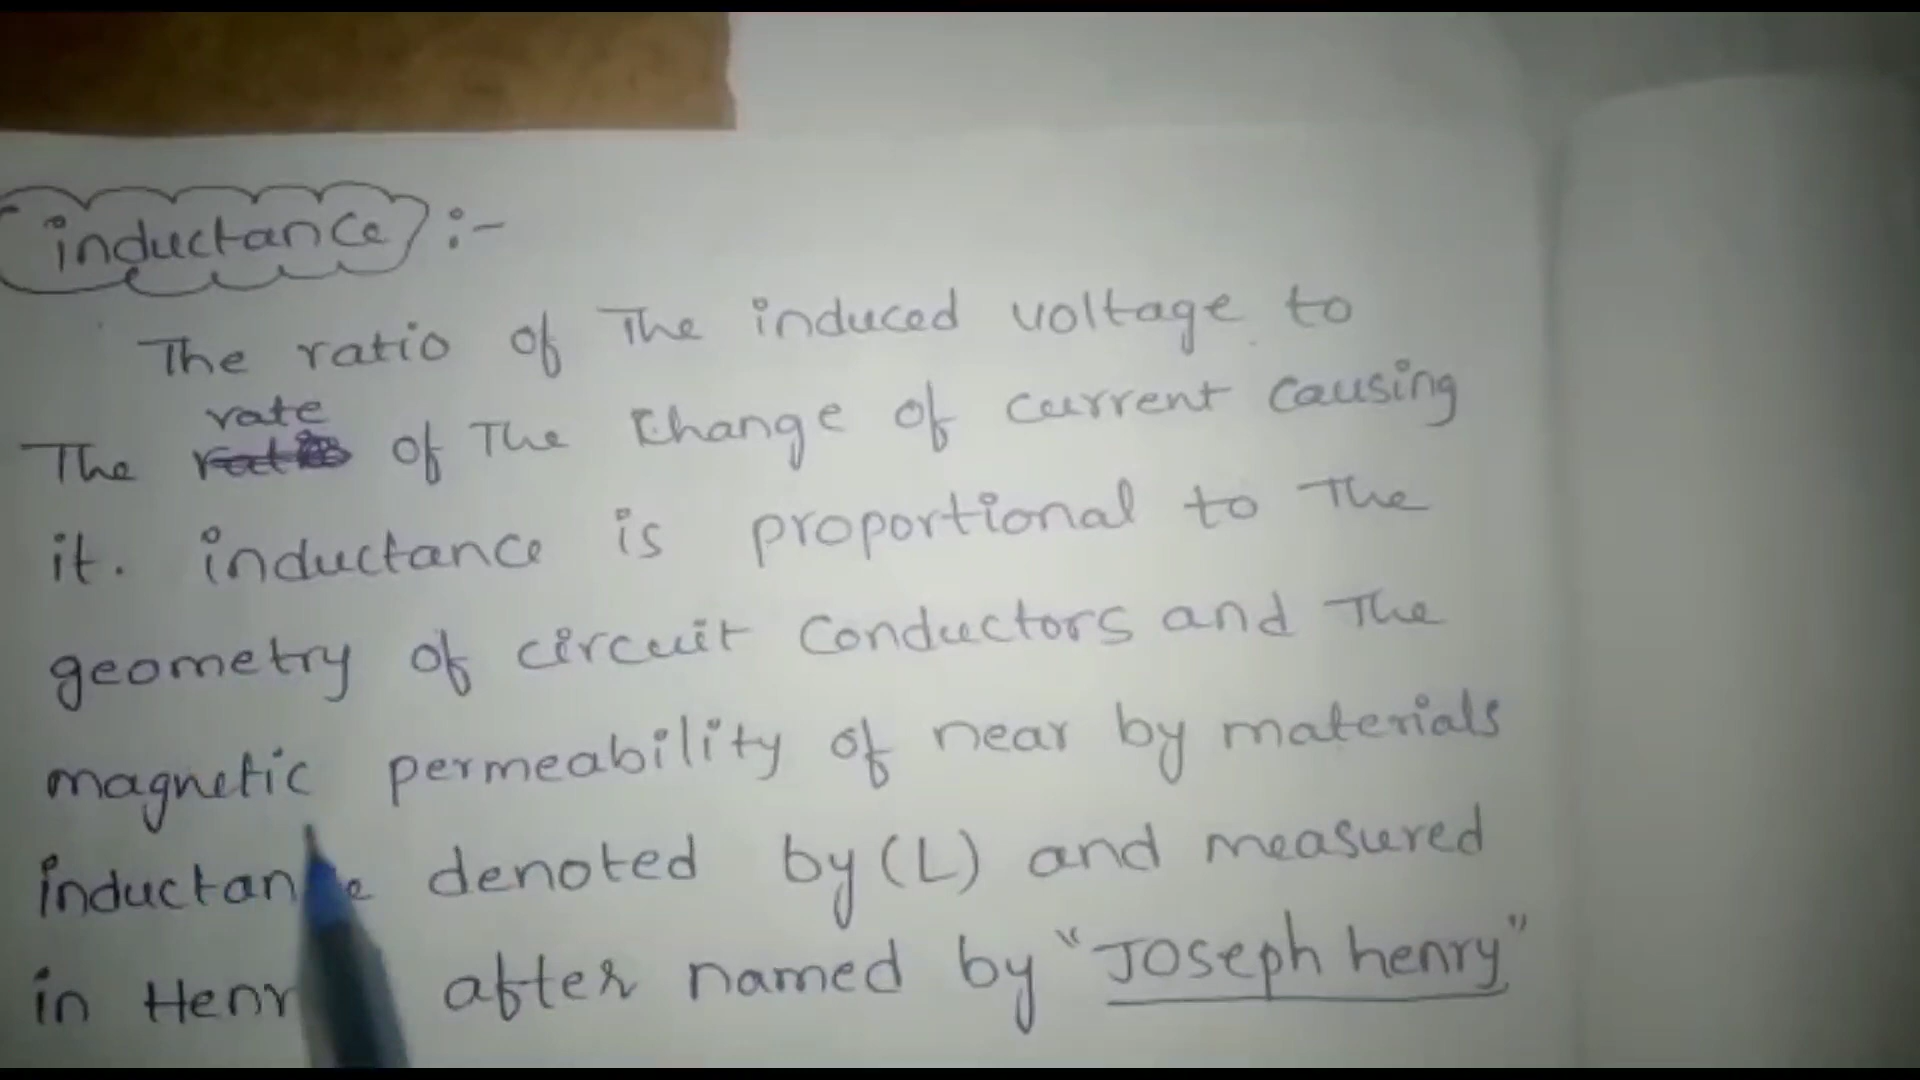 inductance :-
The ratio of The induced voltage to
rate
The of The Change of current causing
it. inductance is proportional to The
geometry of circuit Conductors and The
magnetic permeability of near by materials
inductance denoted by (L) and measured
in Henr after named by "Joseph henry"